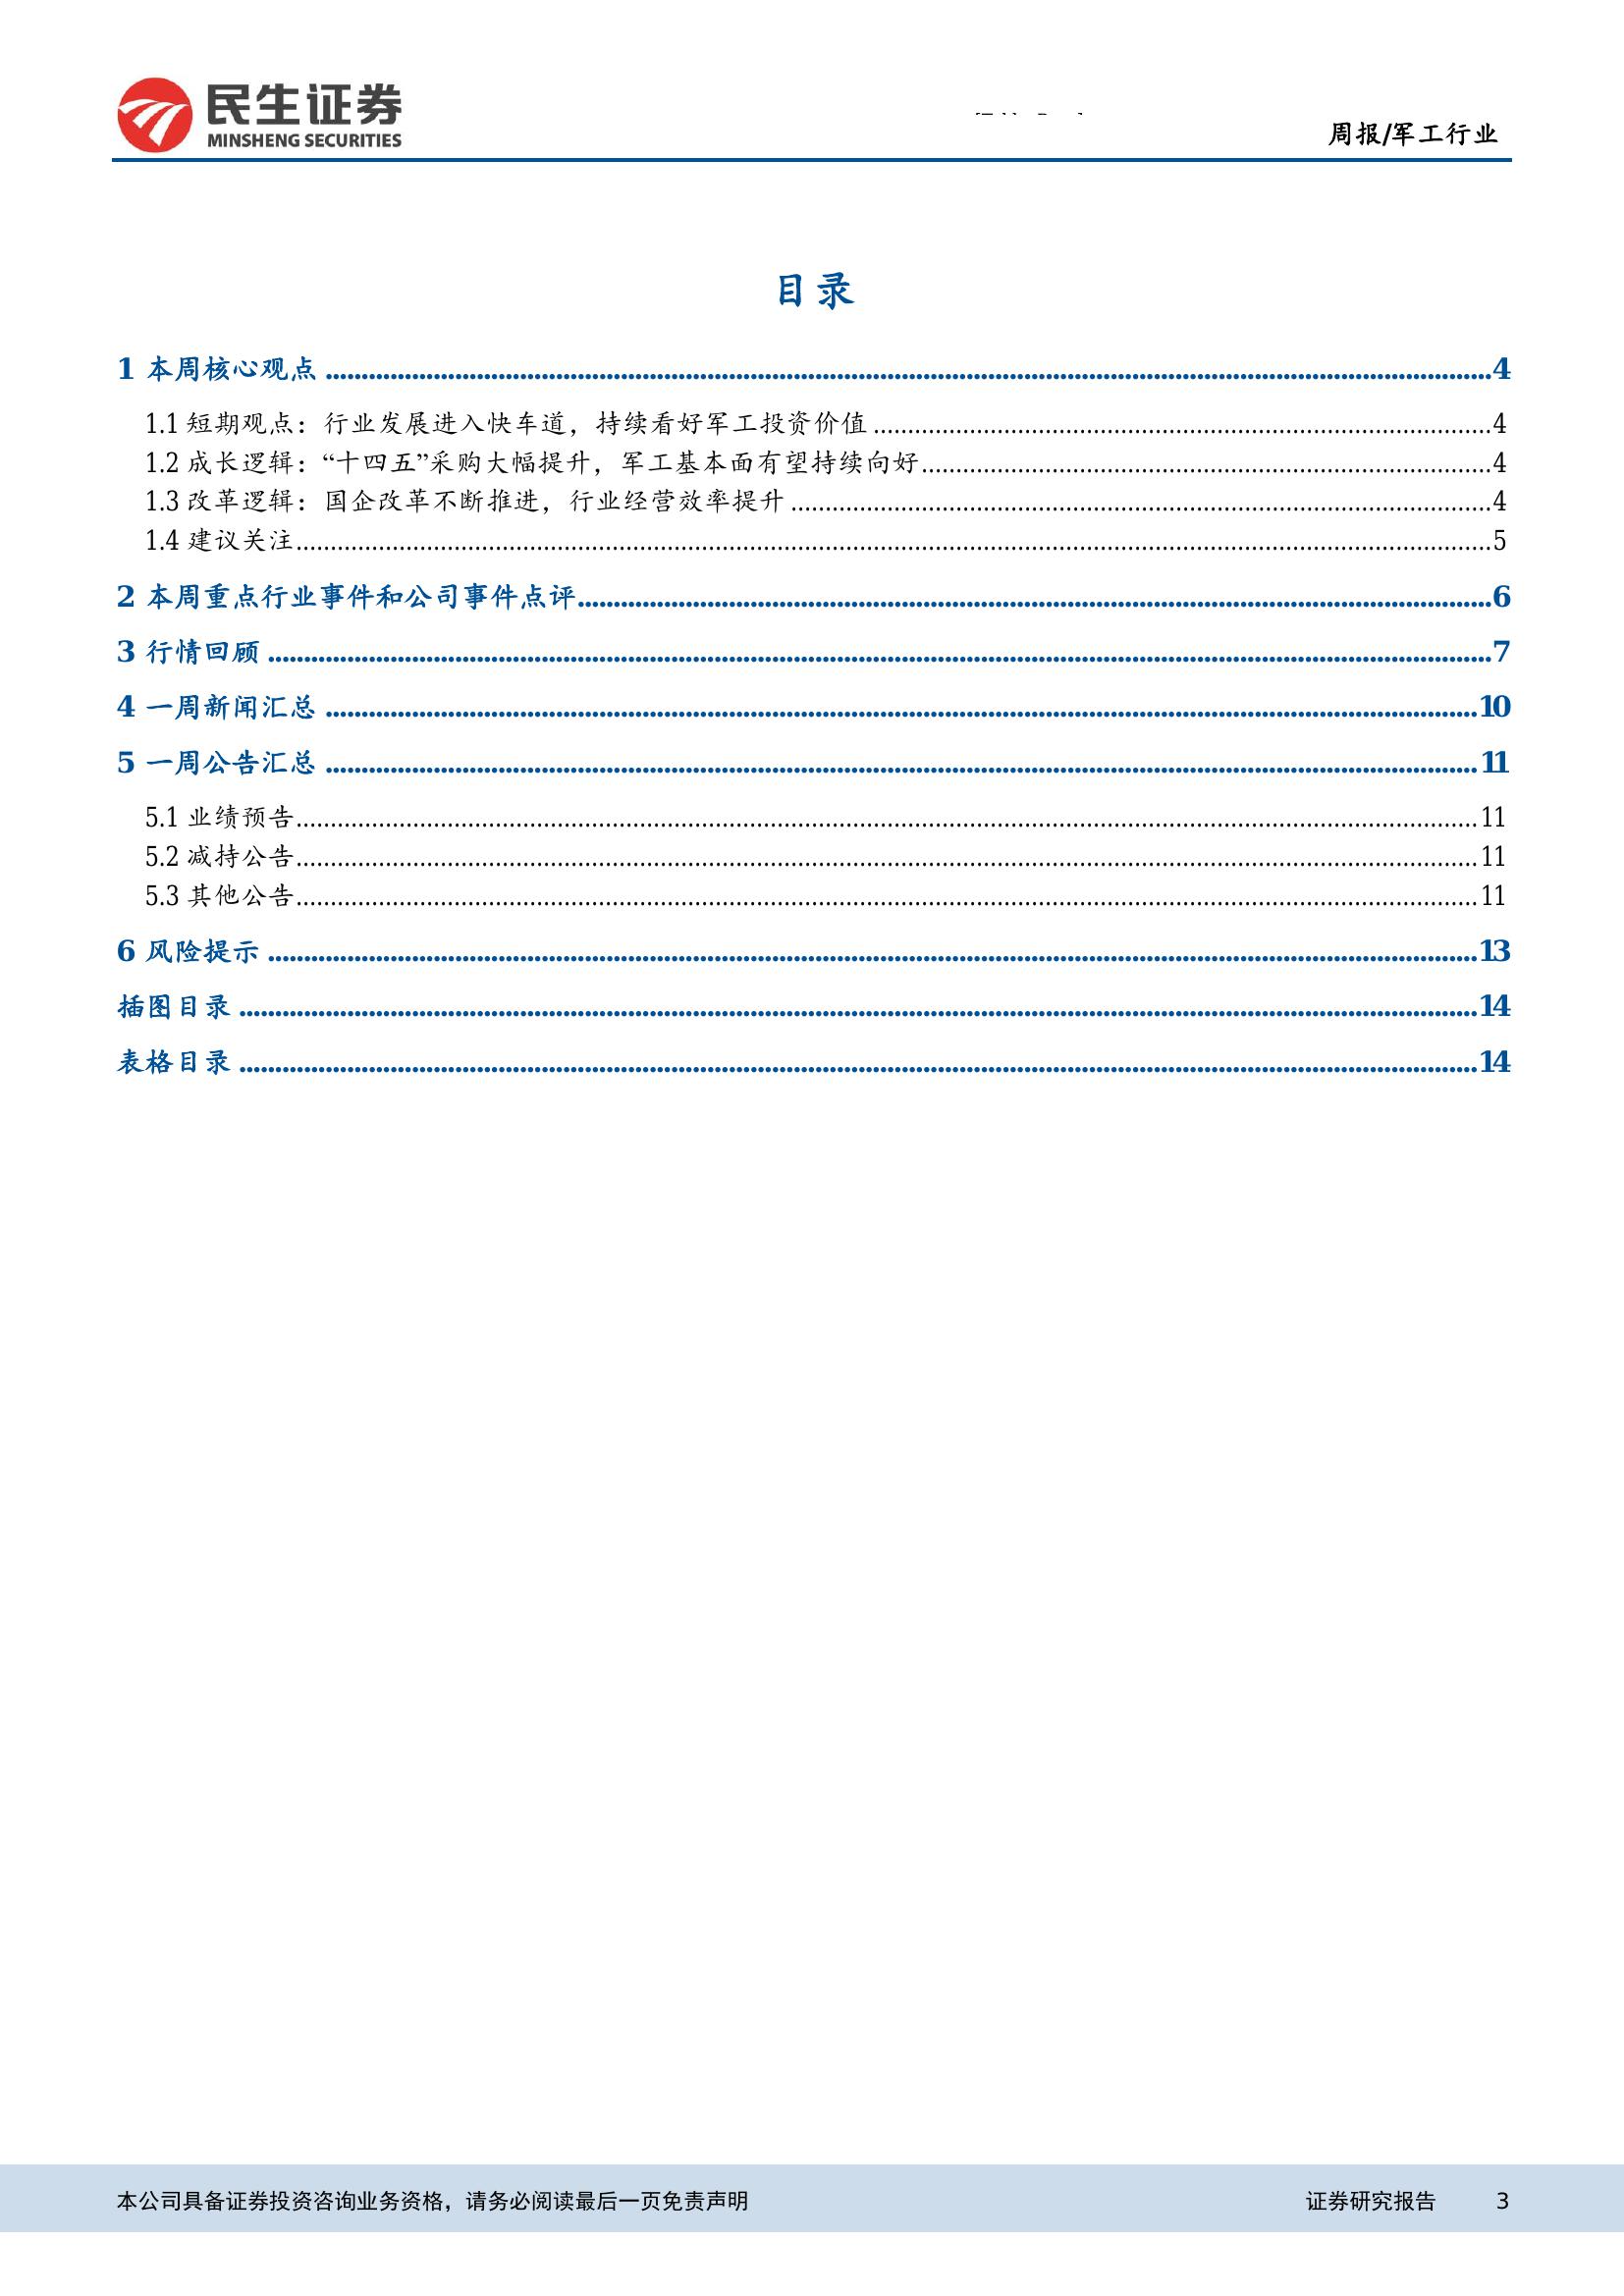 民生证券
MINSHENG SECURITIES
周报/军工行业
目录
1 本周核心观点 ........ 4
1.1 短期观点：行业发展进入快车道，持续看好军工投资价值 ........ 4
1.2 成长逻辑：“十四五”采购大幅提升，军工基本面有望持续向好 ........ 4
1.3 改革逻辑：国企改革不断推进，行业经营效率提升 ........ 4
1.4 建议关注 ........ 5
2 本周重点行业事件和公司事件点评 ........ 6
3 行情回顾 ........ 7
4 一周新闻汇总 ........ 10
5 一周公告汇总 ........ 11
5.1 业绩预告 ........ 11
5.2 减持公告 ........ 11
5.3 其他公告 ........ 11
6 风险提示 ........ 13
插图目录 ........ 14
表格目录 ........ 14
本公司具备证券投资咨询业务资格，请务必阅读最后一页免责声明 证券研究报告 3